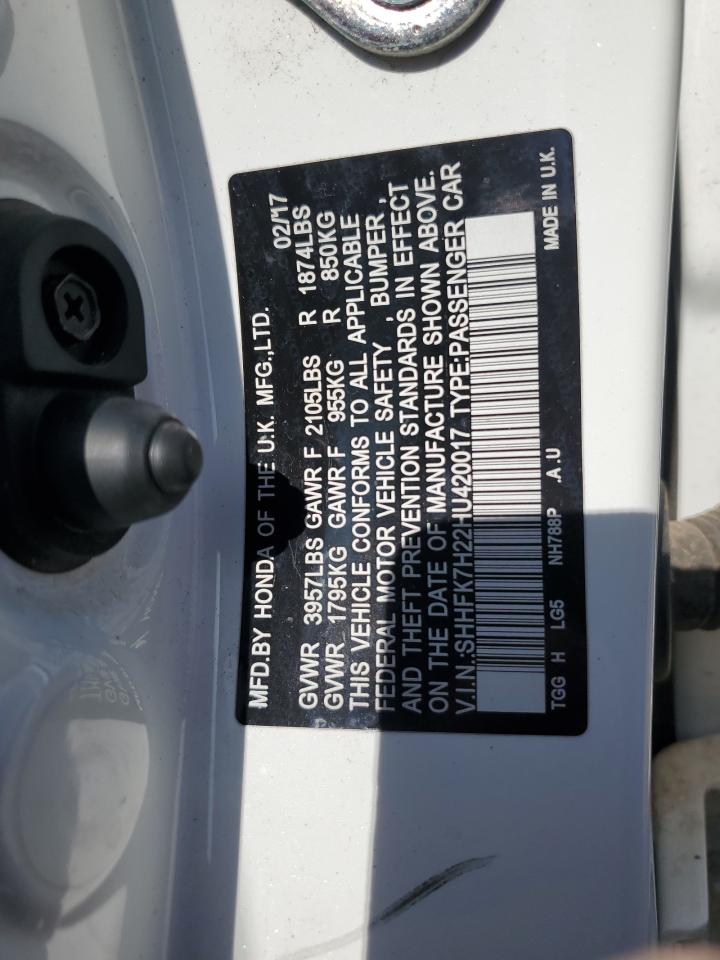 MFD.BY HONDA OF THE U.K. MFG.,LTD. 02/17
GVWR 3957LBS GAWR F 2105LBS R 1874LBS
GVWR 1795KG GAWR F 955KG R 850KG
THIS VEHICLE CONFORMS TO ALL APPLICABLE
FEDERAL MOTOR VEHICLE SAFETY , BUMPER ,
AND THEFT PREVENTION STANDARDS IN EFFECT
ON THE DATE OF MANUFACTURE SHOWN ABOVE.
V.I.N.:SHHFK7H22HU420017 TYPE:PASSENGER CAR
TGG H LG5 NH788P .A.U MADE IN U.K.